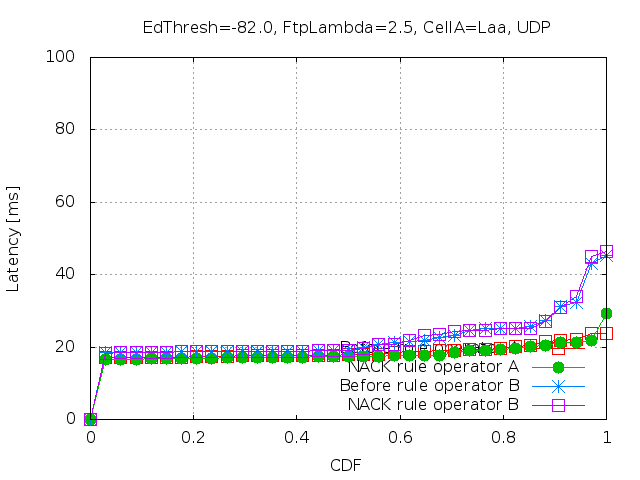 EdThresh=-82.0, FtpLambda=2.5, CellA=Laa, UDP
100
80
60
40
20
0
Latency [ms]
NACK rule operator A
Before rule operator B
NACK rule operator B
0
0.2
0.4
0.6
0.8
1
CDF